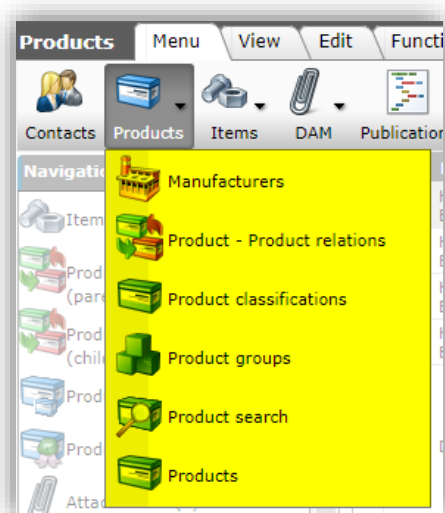 Products Menu View Edit Functi
Contacts Products Items DAM Publication
Navigatio
Manufacturers
Item
Product - Product relations
Prod
(pare
Product classifications
Prod
(chil
Product groups
Prod
Product search
Prod
Products
Attac